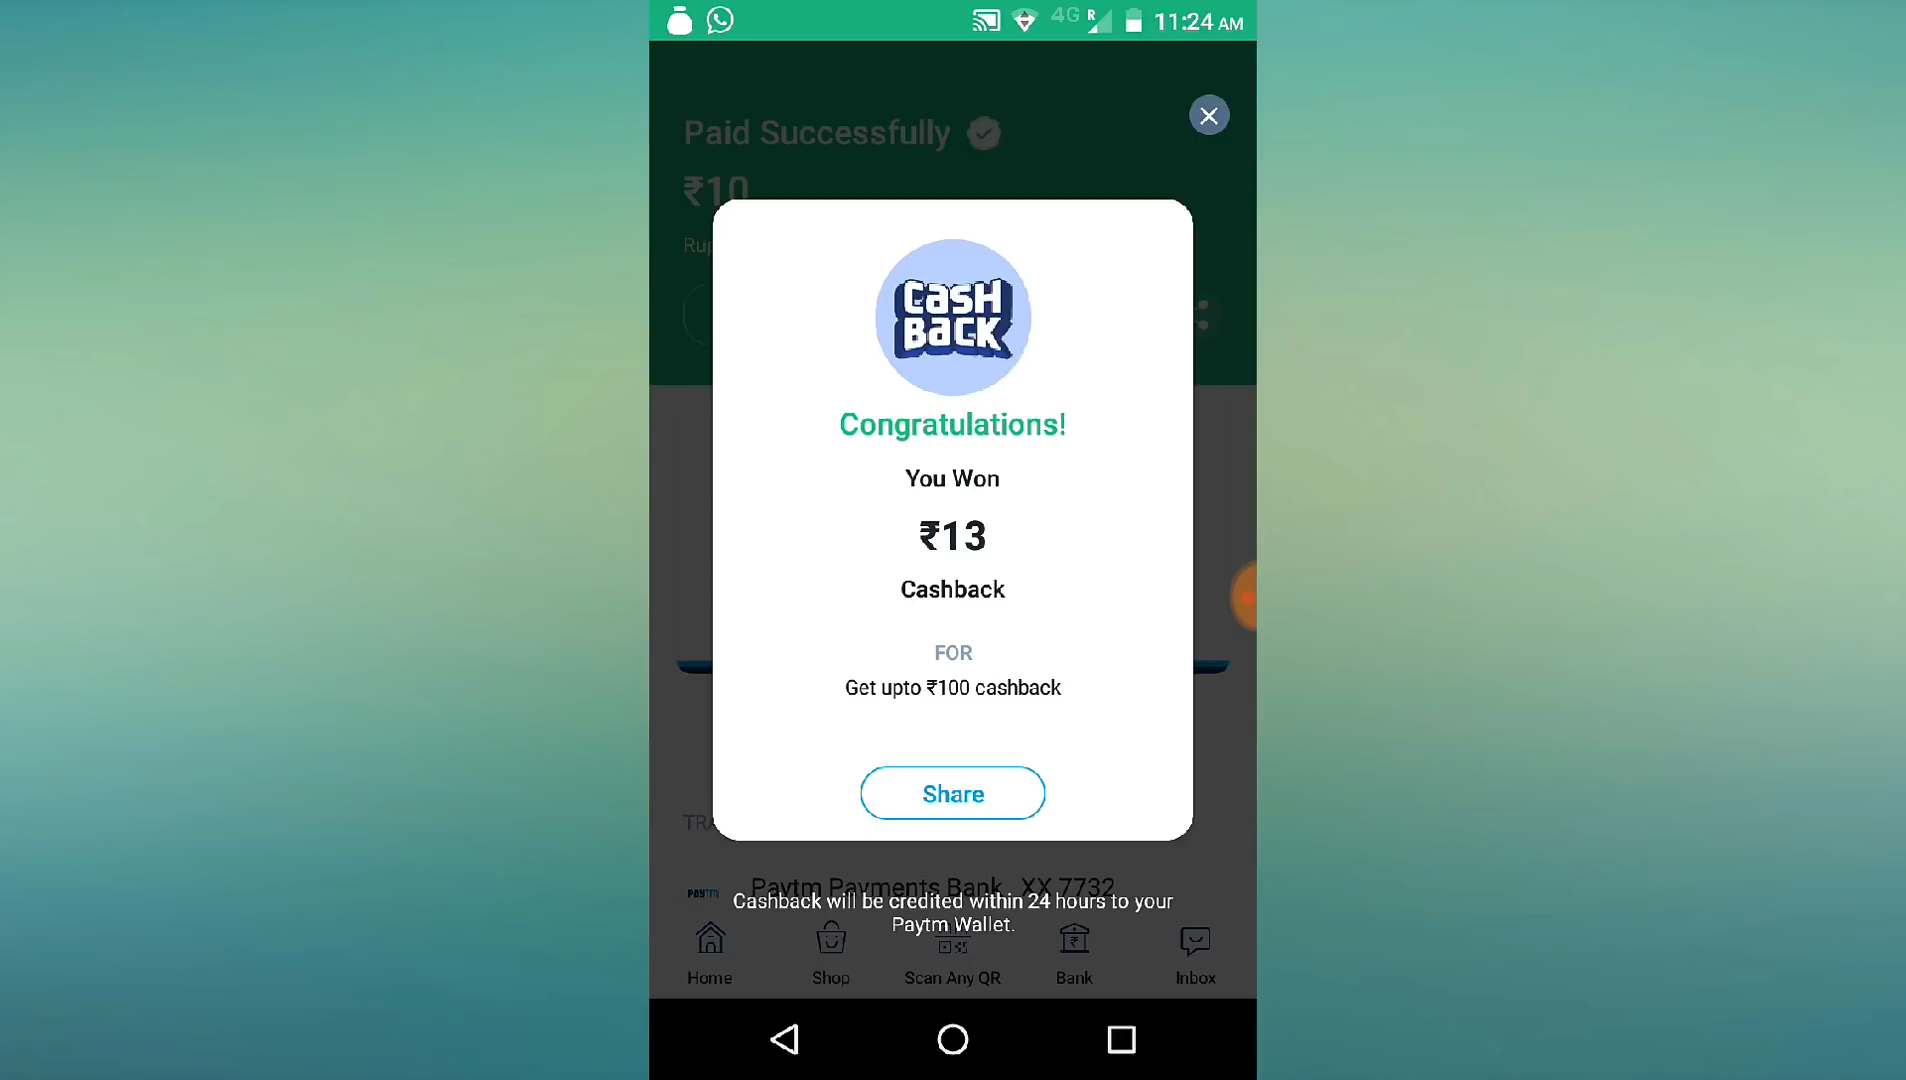 4G R 11:24 AM
Paid Successfully
₹10
Rup
CASH
BACK
Congratulations!
You Won
₹13
Cashback
FOR
Get upto ₹100 cashback
Share
TRA
paytm Paytm Payments Bank XX 7732
Cashback will be credited within 24 hours to your
Paytm Wallet.
Home Shop Scan Any QR Bank Inbox